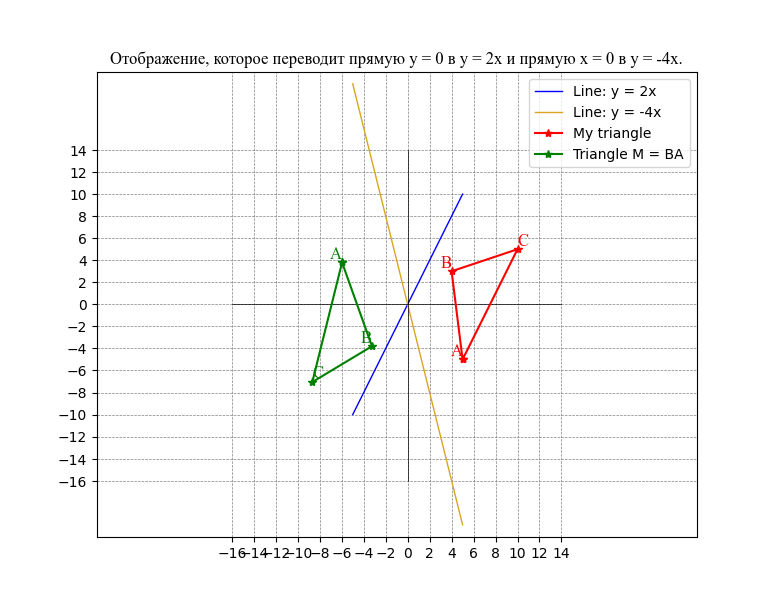 Отображение, которое переводит прямую y = 0 в y = 2x и прямую x = 0 в y = -4x.
Line: y = 2x
Line: y = -4x
My triangle
Triangle M = BA
14
12
10
8
6
4
2
0
−2
−4
−6
−8
−10
−12
−14
−16
A
B
C
B
C
A
−16 −14 −12 −10 −8 −6 −4 −2 0 2 4 6 8 10 12 14